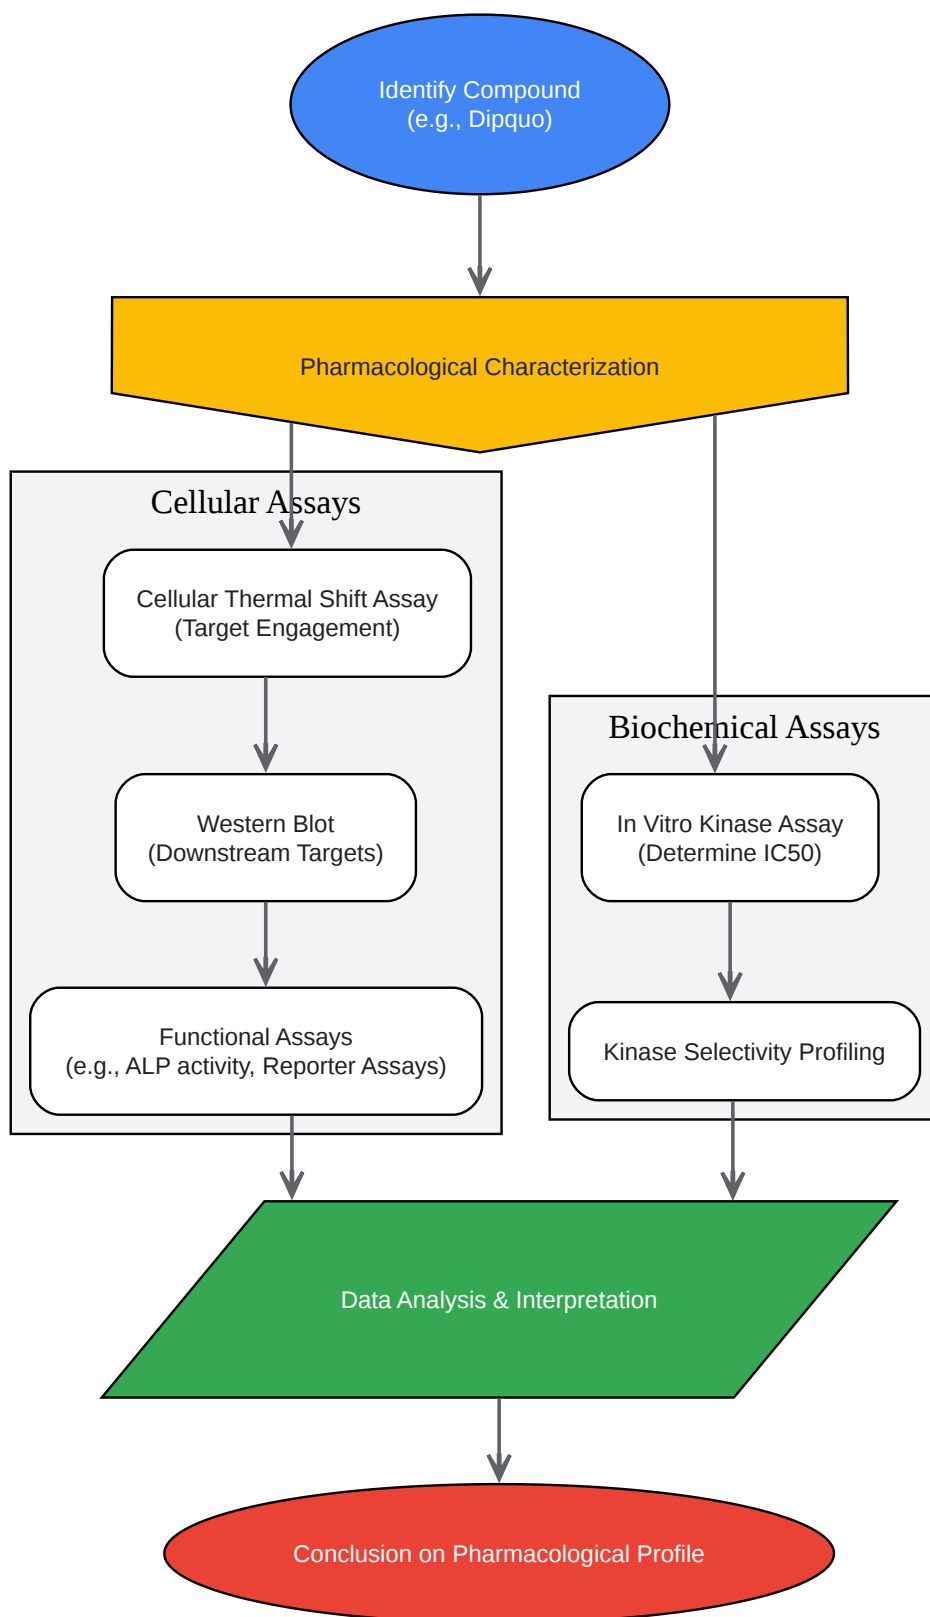 Identify Compound
(e.g., Dipquo)
Pharmacological Characterization
Cellular Assays
Cellular Thermal Shift Assay
(Target Engagement)
Western Blot
(Downstream Targets)
Functional Assays
(e.g., ALP activity, Reporter Assays)
Biochemical Assays
In Vitro Kinase Assay
(Determine IC50)
Kinase Selectivity Profiling
Data Analysis & Interpretation
Conclusion on Pharmacological Profile